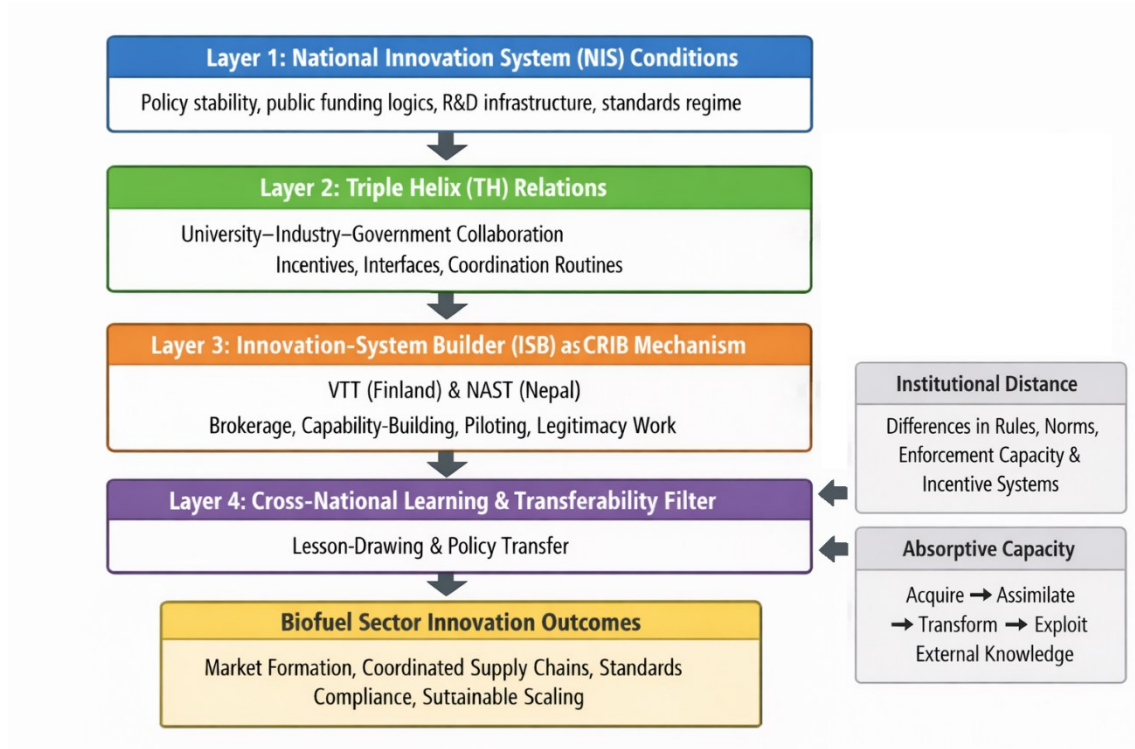 Layer 1: National Innovation System (NIS) Conditions
Policy stability, public funding logics, R&D infrastructure, standards regime
Layer 2: Triple Helix (TH) Relations
University–Industry–Government Collaboration
Incentives, Interfaces, Coordination Routines
Layer 3: Innovation-System Builder (ISB) as CRIB Mechanism
VTT (Finland) & NAST (Nepal)
Brokerage, Capability-Building, Piloting, Legitimacy Work
Layer 4: Cross-National Learning & Transferability Filter
Lesson-Drawing & Policy Transfer
Institutional Distance
Differences in Rules, Norms,
Enforcement Capacity &
Incentive Systems
Absorptive Capacity
Acquire → Assimilate
→ Transform → Exploit
External Knowledge
Biofuel Sector Innovation Outcomes
Market Formation, Coordinated Supply Chains, Standards
Compliance, Sustainable Scaling